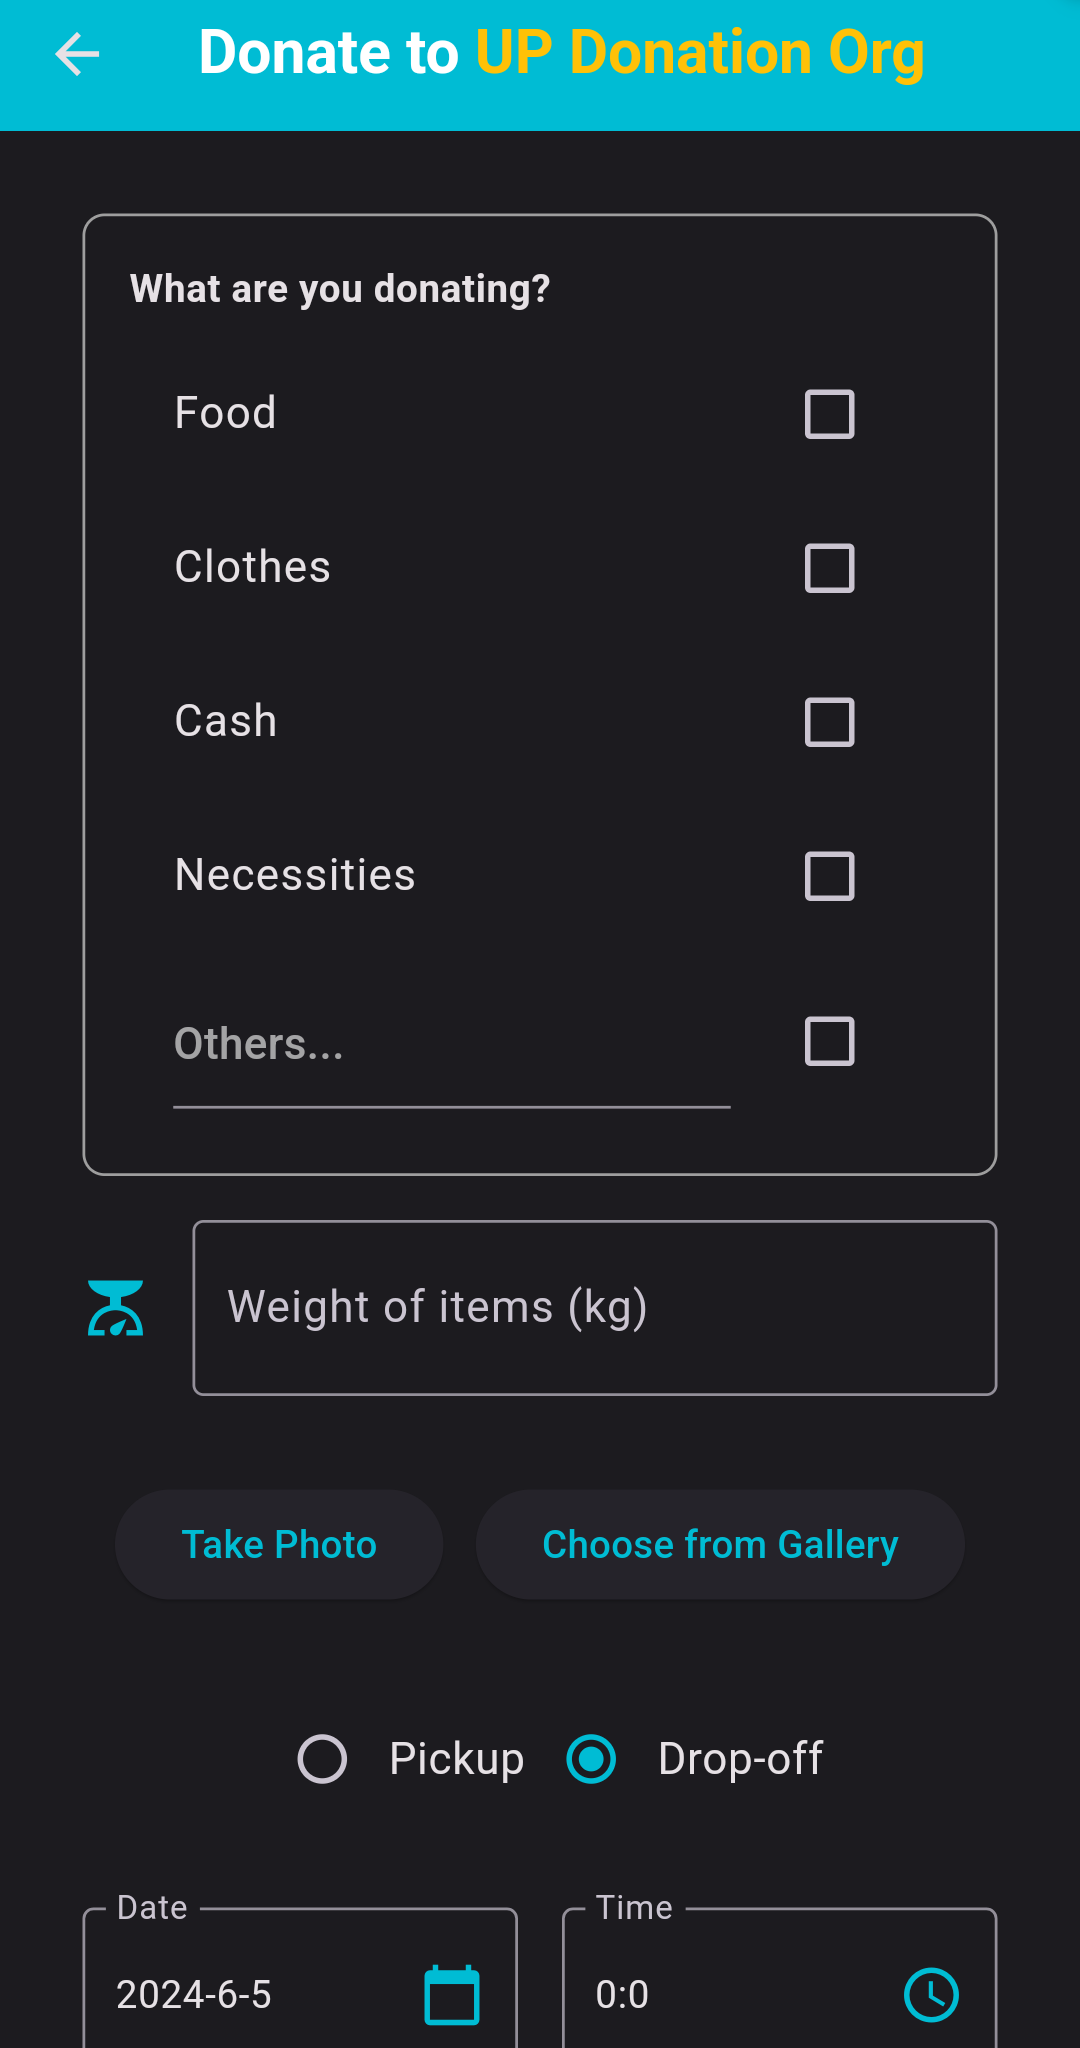 Donate to UP Donation Org
What are you donating?
Food
Clothes
Cash
Necessities
Others...
Weight of items (kg)
Take Photo
Choose from Gallery
Pickup
Drop-off
Date
Time
2024-6-5
0:0